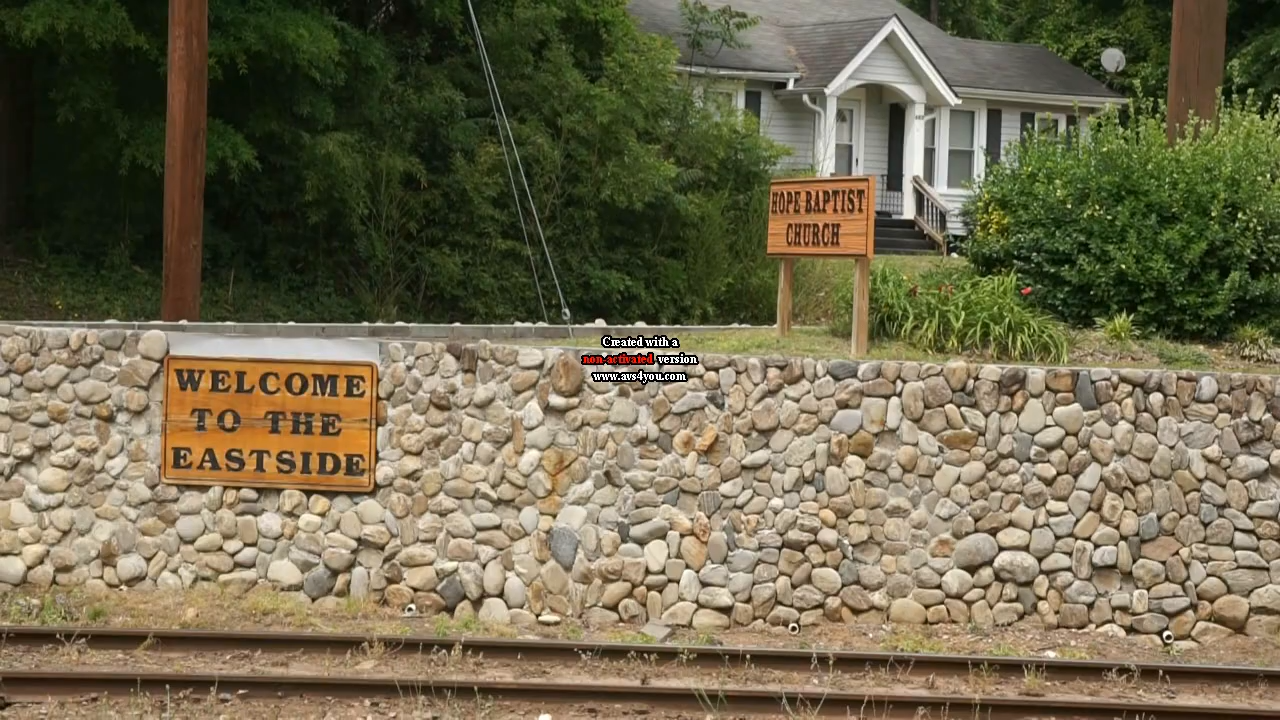 HOPE BAPTIST
CHURCH
Created with a
non-activated version
www.avs4you.com
WELCOME
TO THE
EASTSIDE